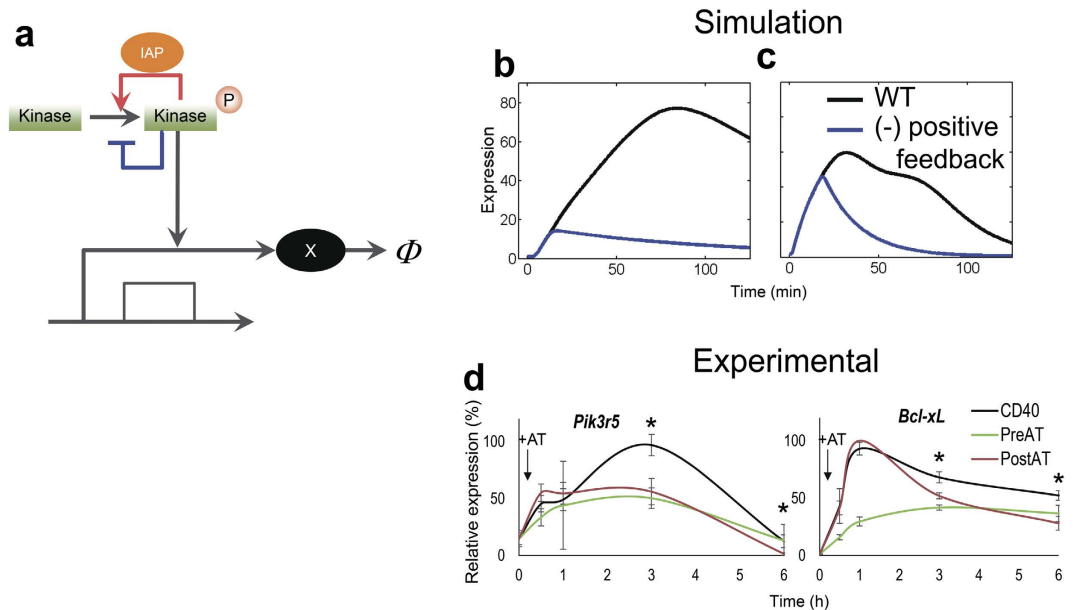 a
IAP
Kinase
Kinase
P
X
Φ
Simulation
b
c
Expression
80
60
40
20
0
0
50
100
0
50
100
WT
(-) positive
feedback
Time (min)
Experimental
d
Relative expression (%)
Pik3r5
+AT
*
*
100
50
0
0
1
2
3
4
5
6
Bcl-xL
+AT
*
*
100
50
0
0
1
2
3
4
5
6
CD40
PreAT
PostAT
Time (h)